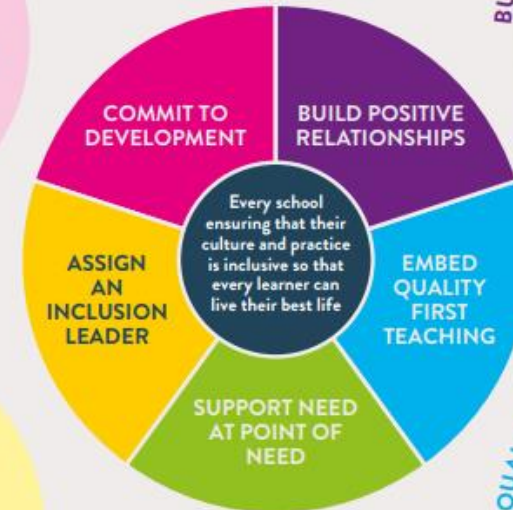 COMMIT TO
DEVELOPMENT
BUILD POSITIVE
RELATIONSHIPS
Every school
ensuring that their
culture and practice
is inclusive so that
every learner can
live their best life
ASSIGN
AN
INCLUSION
LEADER
EMBED
QUALITY
FIRST
TEACHING
SUPPORT NEED
AT POINT OF
NEED